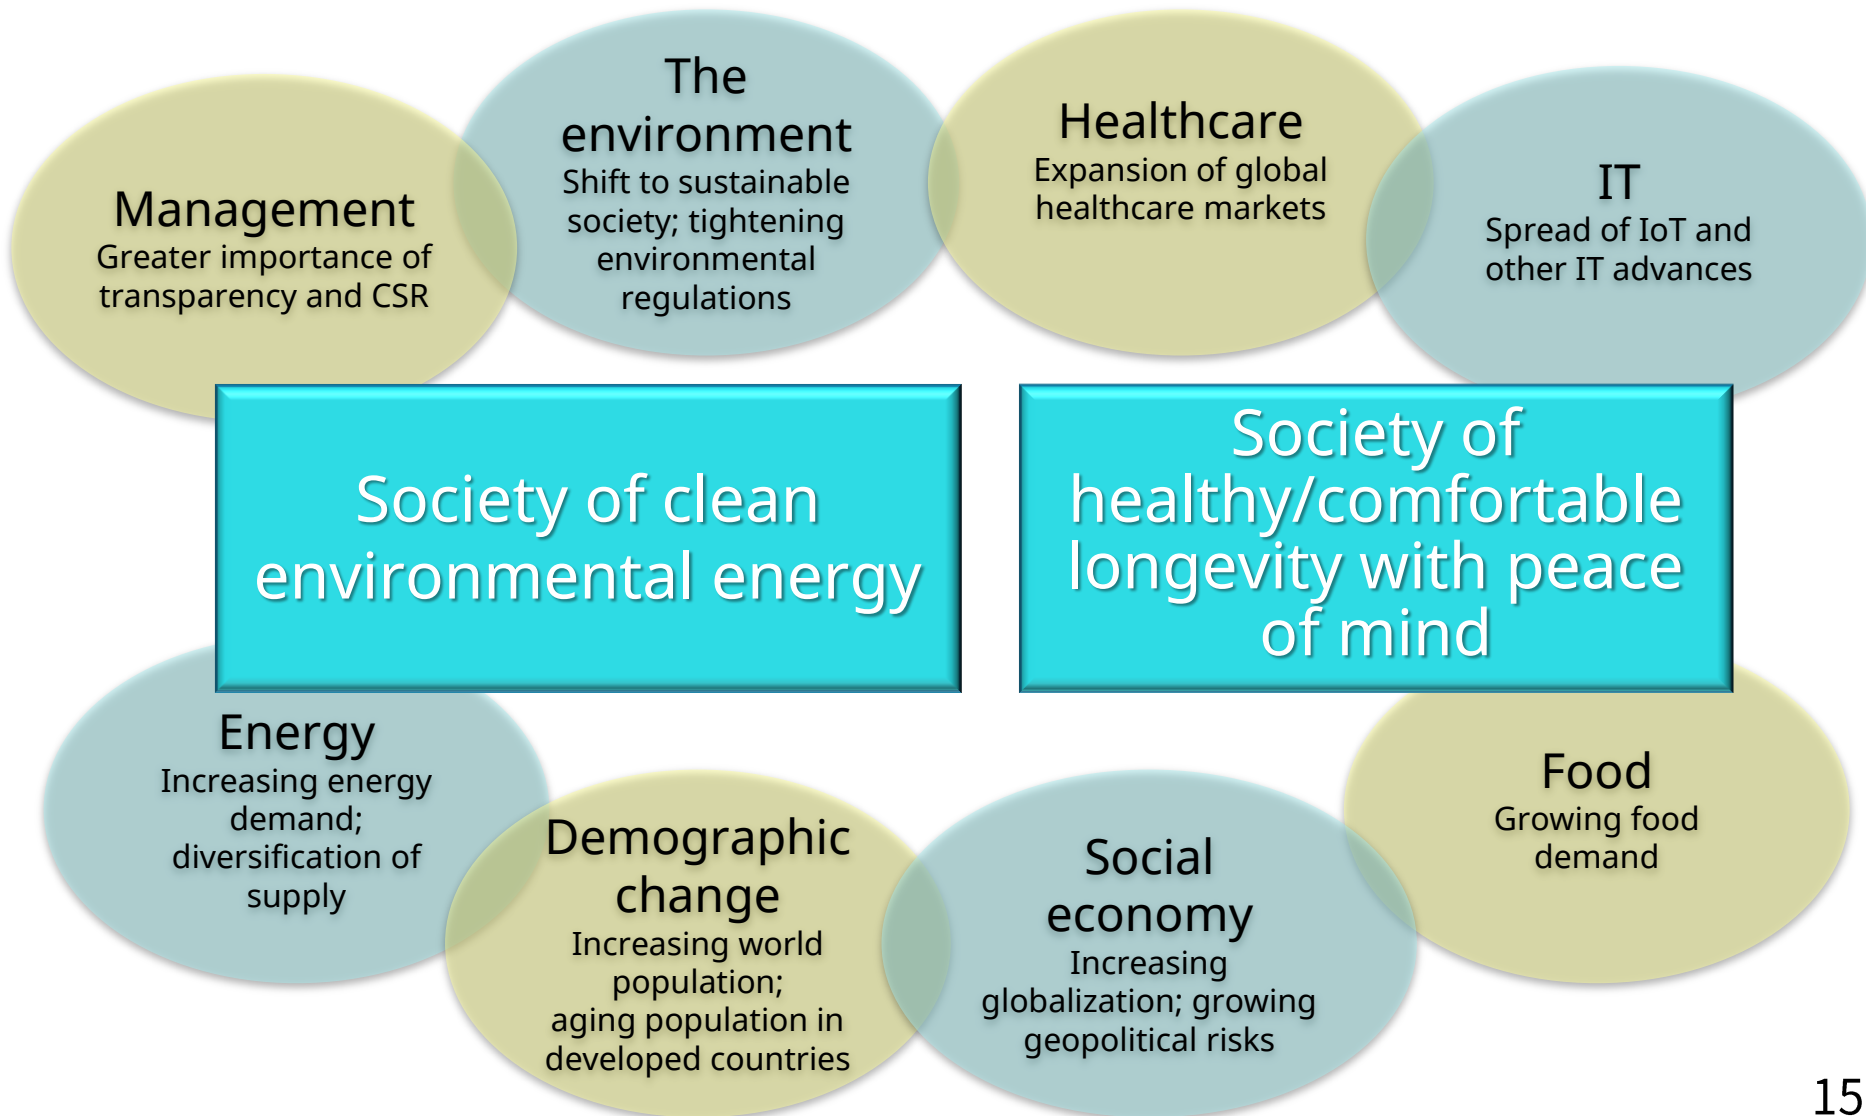 Management
Greater importance of
transparency and CSR
The
environment
Shift to sustainable
society; tightening
environmental
regulations
Healthcare
Expansion of global
healthcare markets
IT
Spread of IoT and
other IT advances
Society of clean
environmental energy
Society of
healthy/comfortable
longevity with peace
of mind
Energy
Increasing energy
demand;
diversification of
supply
Demographic
change
Increasing world
population;
aging population in
developed countries
Social
economy
Increasing
globalization; growing
geopolitical risks
Food
Growing food
demand
15